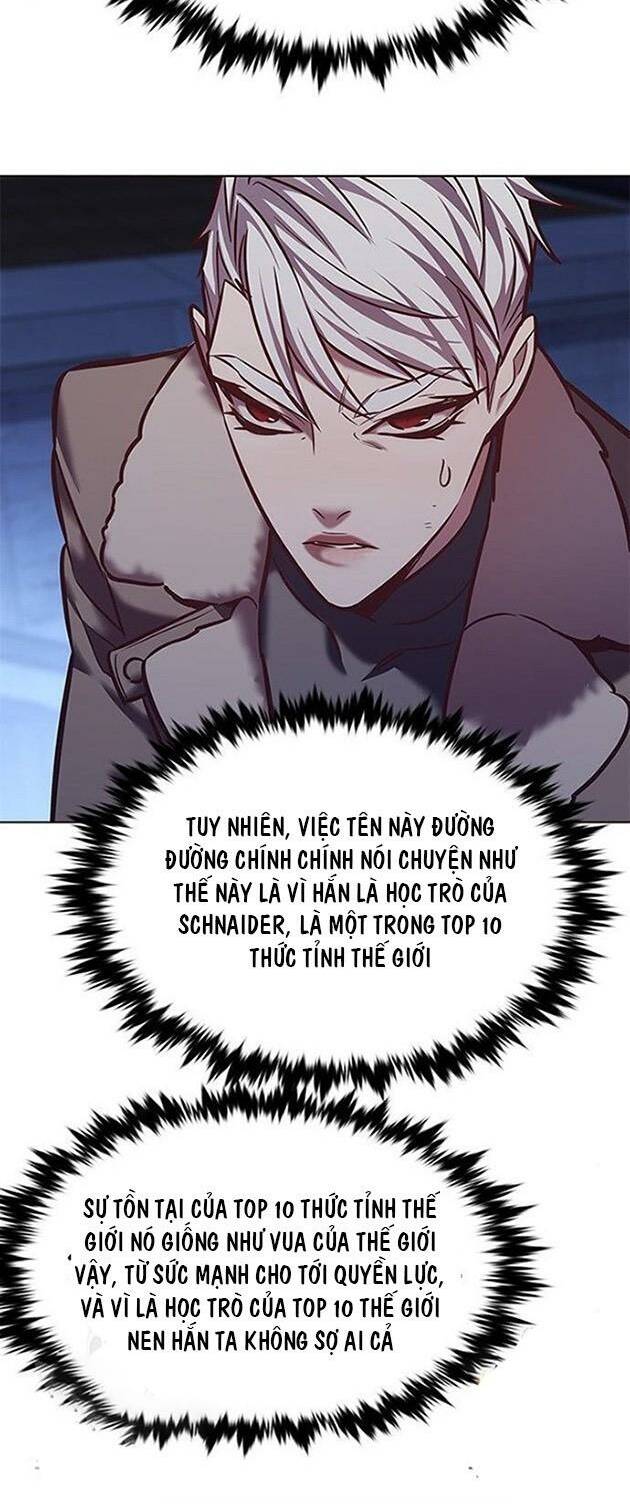 TUY NHIÊN, VIỆC TÊN NÀY ĐƯỜNG
ĐƯỜNG CHÍNH CHÍNH NÓI CHUYỆN NHƯ
THẾ NÀY LÀ VÌ HẮN LÀ HỌC TRÒ CỦA
SCHNAIDER, LÀ MỘT TRONG TOP 10
THỨC TỈNH THẾ GIỚI
SỰ TỒN TẠI CỦA TOP 10 THỨC TỈNH THẾ
GIỚI NÓ GIỐNG NHƯ VUA CỦA THẾ GIỚI
VẬY, TỪ SỨC MẠNH CHO TỚI QUYỀN LỰC,
VÀ VÌ LÀ HỌC TRÒ CỦA TOP 10 THẾ GIỚI
NEN HẮN TA KHÔNG SỢ AI CẢ